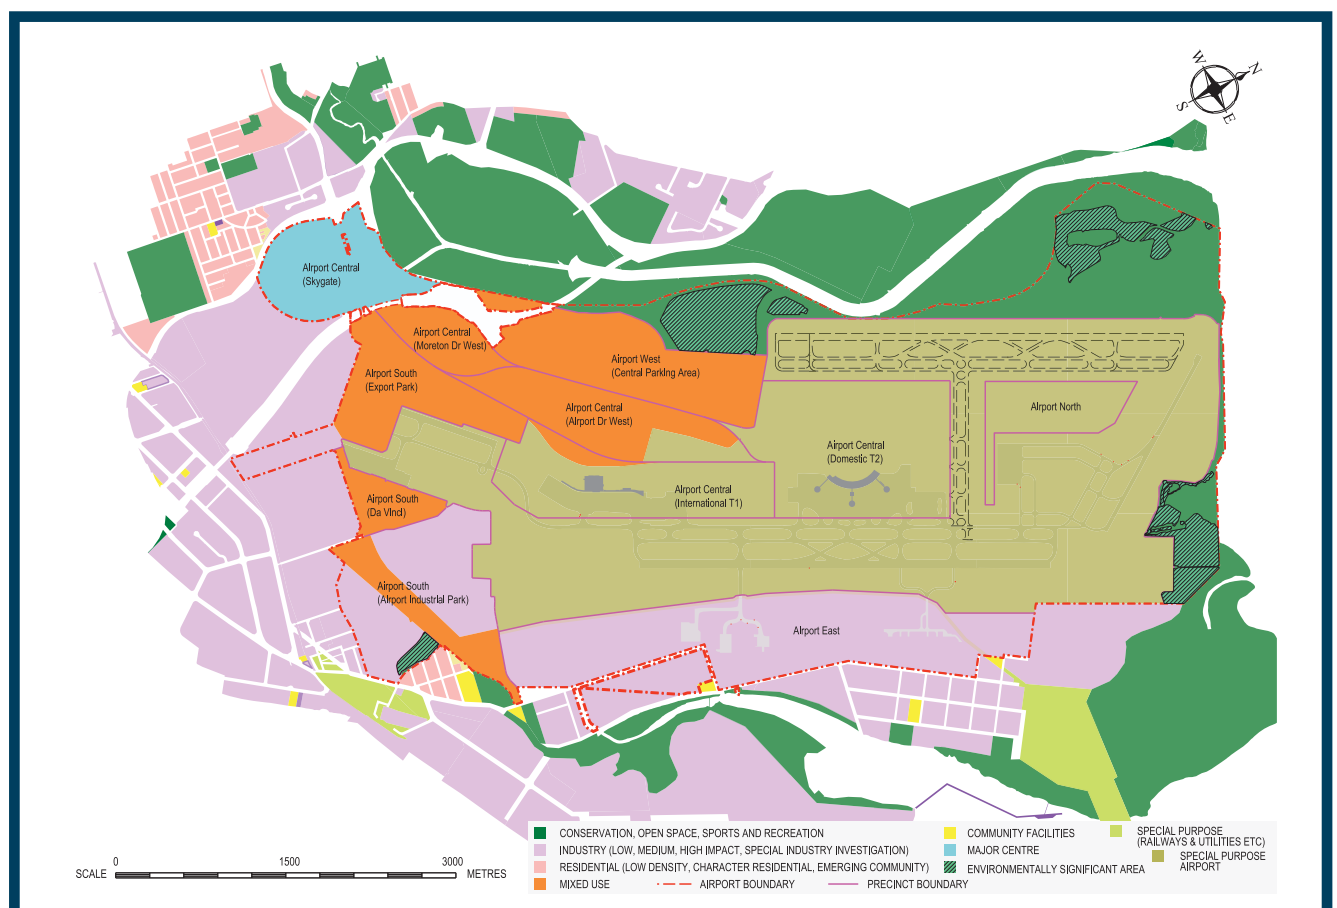 W
N
S
E
Airport Central
(Skygate)
Airport Central
(Moreton Dr West)
Airport West
(Central Parking Area)
Airport South
(Export Park)
Airport Central
(Airport Dr West)
Airport North
Airport Central
(Domestic T2)
Airport Central
(International T1)
Airport South
(Da Vinci)
Airport South
(Airport Industrial Park)
Airport East
CONSERVATION, OPEN SPACE, SPORTS AND RECREATION
INDUSTRY (LOW, MEDIUM, HIGH IMPACT, SPECIAL INDUSTRY INVESTIGATION)
RESIDENTIAL (LOW DENSITY, CHARACTER RESIDENTIAL, EMERGING COMMUNITY)
MIXED USE
AIRPORT BOUNDARY
PRECINCT BOUNDARY
COMMUNITY FACILITIES
MAJOR CENTRE
ENVIRONMENTALLY SIGNIFICANT AREA
SPECIAL PURPOSE
(RAILWAYS & UTILITIES ETC)
SPECIAL PURPOSE
AIRPORT
0 1500 3000
SCALE METRES